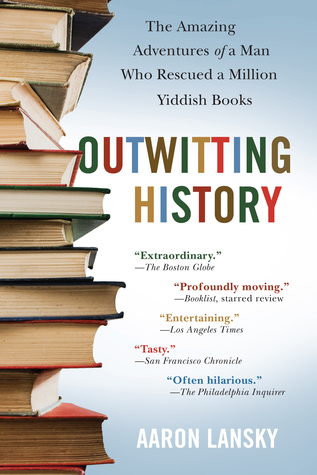 The Amazing
Adventures of a Man
Who Rescued a Million
Yiddish Books
OUTWITTING
HISTORY
“Extraordinary.”
—The Boston Globe
“Profoundly moving.”
—Booklist, starred review
“Entertaining.”
—Los Angeles Times
“Tasty.”
—San Francisco Chronicle
“Often hilarious.”
—The Philadelphia Inquirer
AARON LANSKY